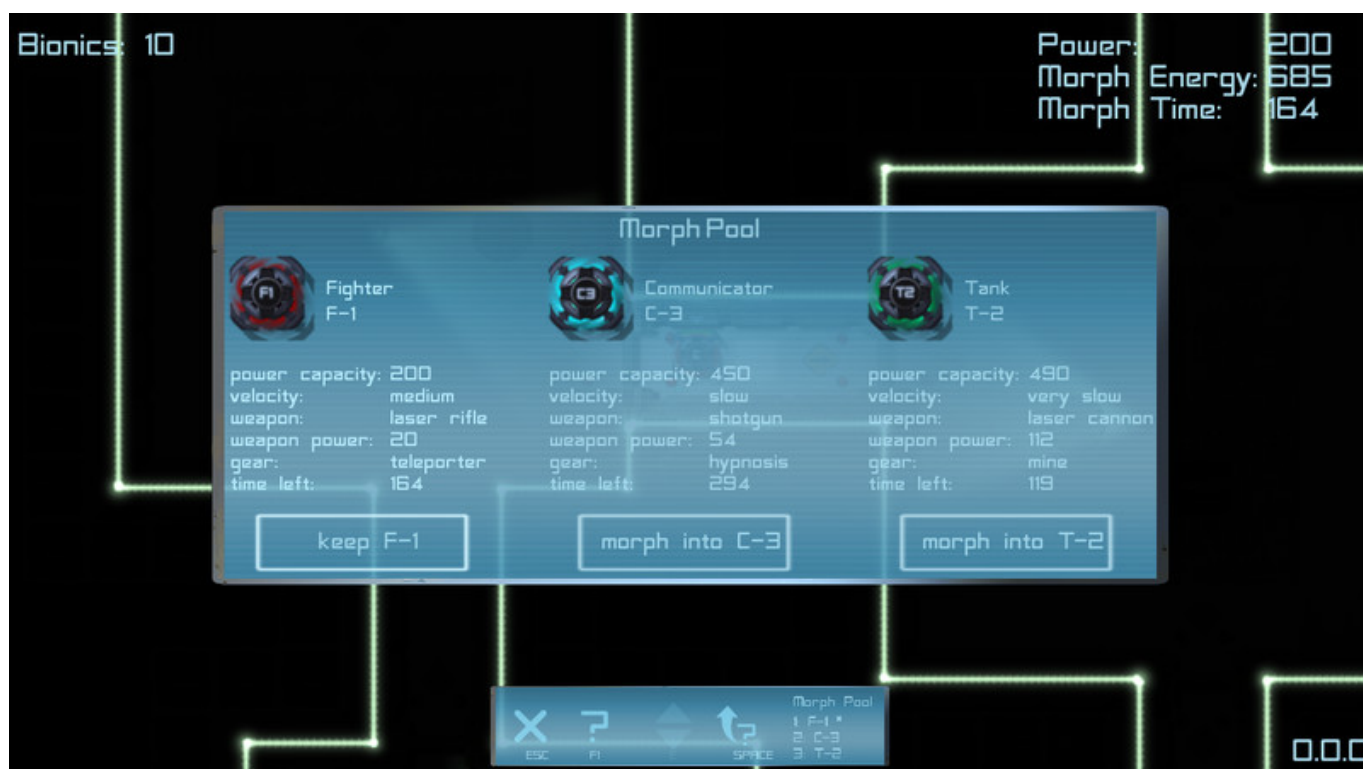 Bionics: 10
Power: 200
Morph Energy: 685
Morph Time: 164
Morph Pool
F1
Fighter
F-1
power capacity: 200
velocity: medium
weapon: laser rifle
weapon power: 20
gear: teleporter
time left: 164
keep F-1
C3
Communicator
C-3
power capacity: 450
velocity: slow
weapon: shotgun
weapon power: 54
gear: hypnosis
time left: 294
morph into C-3
T2
Tank
T-2
power capacity: 490
velocity: very slow
weapon: laser cannon
weapon power: 112
gear: mine
time left: 119
morph into T-2
ESC
? F1
? SPACE
Morph Pool
1 F-1 *
2 C-3
3 T-2
0.0.0